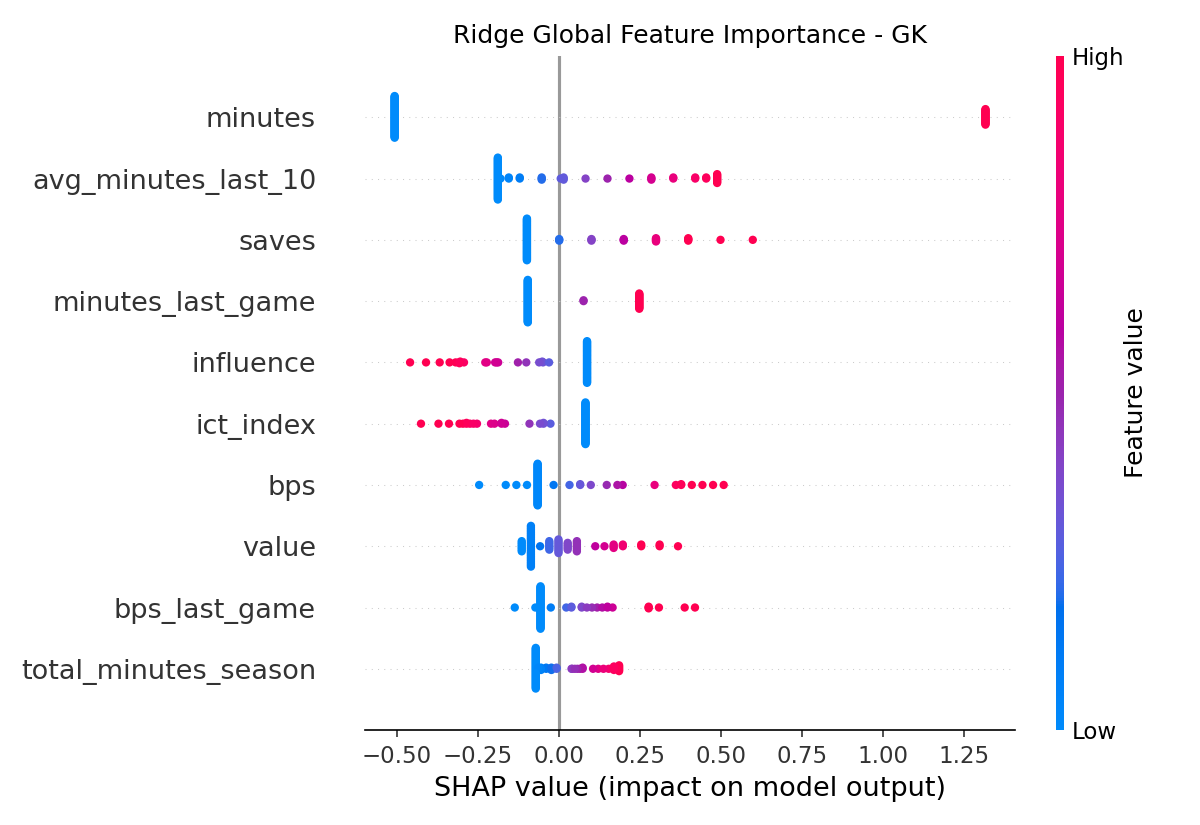 Ridge Global Feature Importance - GK
High
minutes
avg_minutes_last_10
saves
minutes_last_game
influence
ict_index
bps
value
bps_last_game
total_minutes_season
Feature value
Low
−0.50 −0.25 0.00 0.25 0.50 0.75 1.00 1.25
SHAP value (impact on model output)